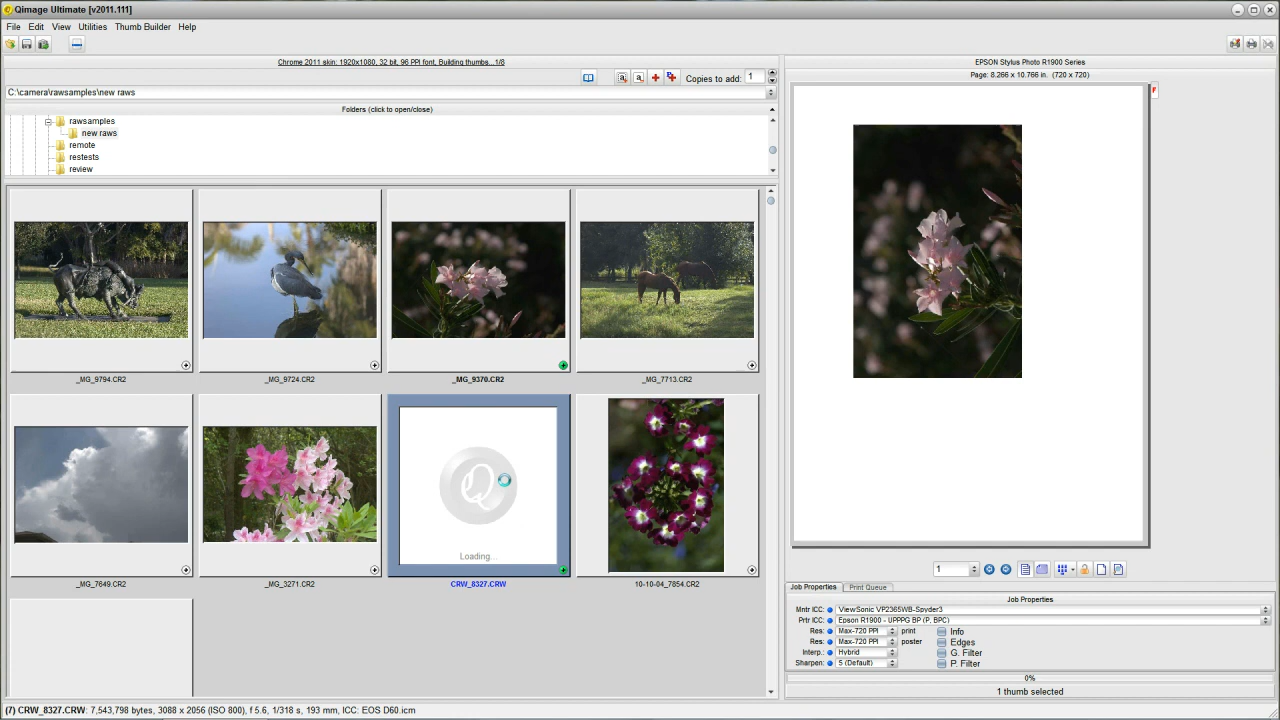 Qimage Ultimate [v2011.111]
File Edit View Utilities Thumb Builder Help
Chrome 2011 skin: 1920x1080, 32 bit, 96 PPI font, Building thumbs...1/8
Copies to add: 1
C:\camera\rawsamples\new raws
Folders (click to open/close)
rawsamples
new raws
remote
restests
review
_MG_9794.CR2
_MG_9724.CR2
_MG_9370.CR2
_MG_7713.CR2
Loading...
_MG_7649.CR2
_MG_3271.CR2
CRW_8327.CRW
10-10-04_7854.CR2
EPSON Stylus Photo R1900 Series
Page: 8.266 x 10.766 in. (720 x 720)
1
Job Properties Print Queue
Job Properties
Mntr ICC: ViewSonic VP2365WB-Spyder3
Prtr ICC: Epson R1900 - UPPPG BP (P, BPC)
Res: Max-720 PPI print Info
Res: Max-720 PPI poster Edges
Interp.: Hybrid G. Filter
Sharpen: 5 (Default) P. Filter
0%
1 thumb selected
(7) CRW_8327.CRW: 7,543,798 bytes, 3088 x 2056 (ISO 800), f 5.6, 1/318 s, 193 mm, ICC: EOS D60.icm